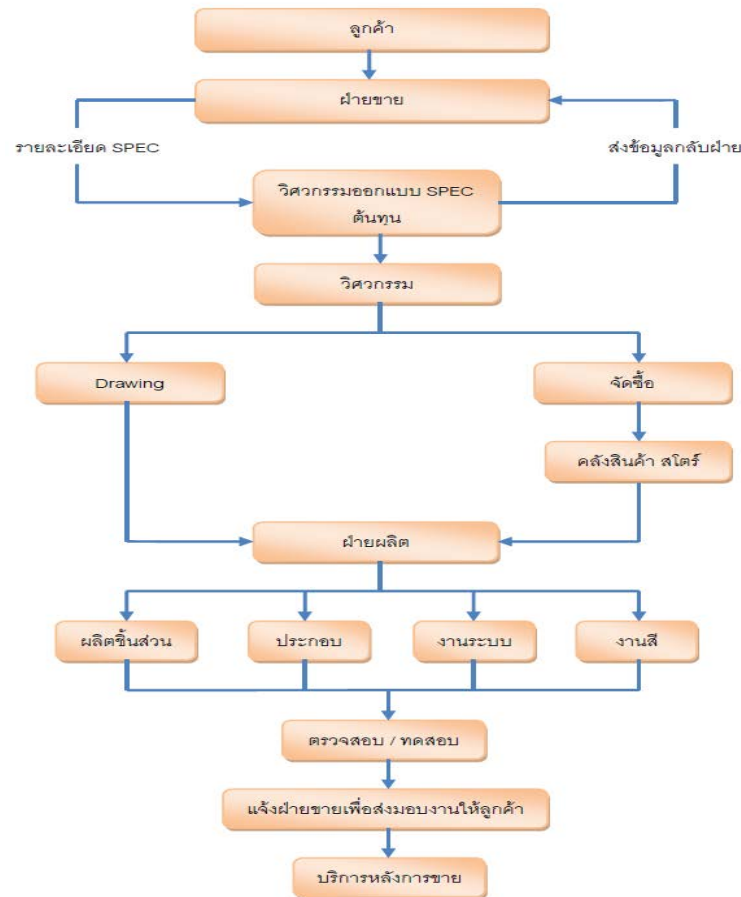 ลูกค้า
ฝ่ายขาย
รายละเอียด SPEC
ส่งข้อมูลกลับฝ่าย
วิศวกรรมออกแบบ SPEC
ต้นทุน
วิศวกรรม
Drawing
จัดซื้อ
คลังสินค้า สโตร์
ฝ่ายผลิต
ผลิตชิ้นส่วน
ประกอบ
งานระบบ
งานสี
ตรวจสอบ / ทดสอบ
แจ้งฝ่ายขายเพื่อส่งมอบงานให้ลูกค้า
บริการหลังการขาย